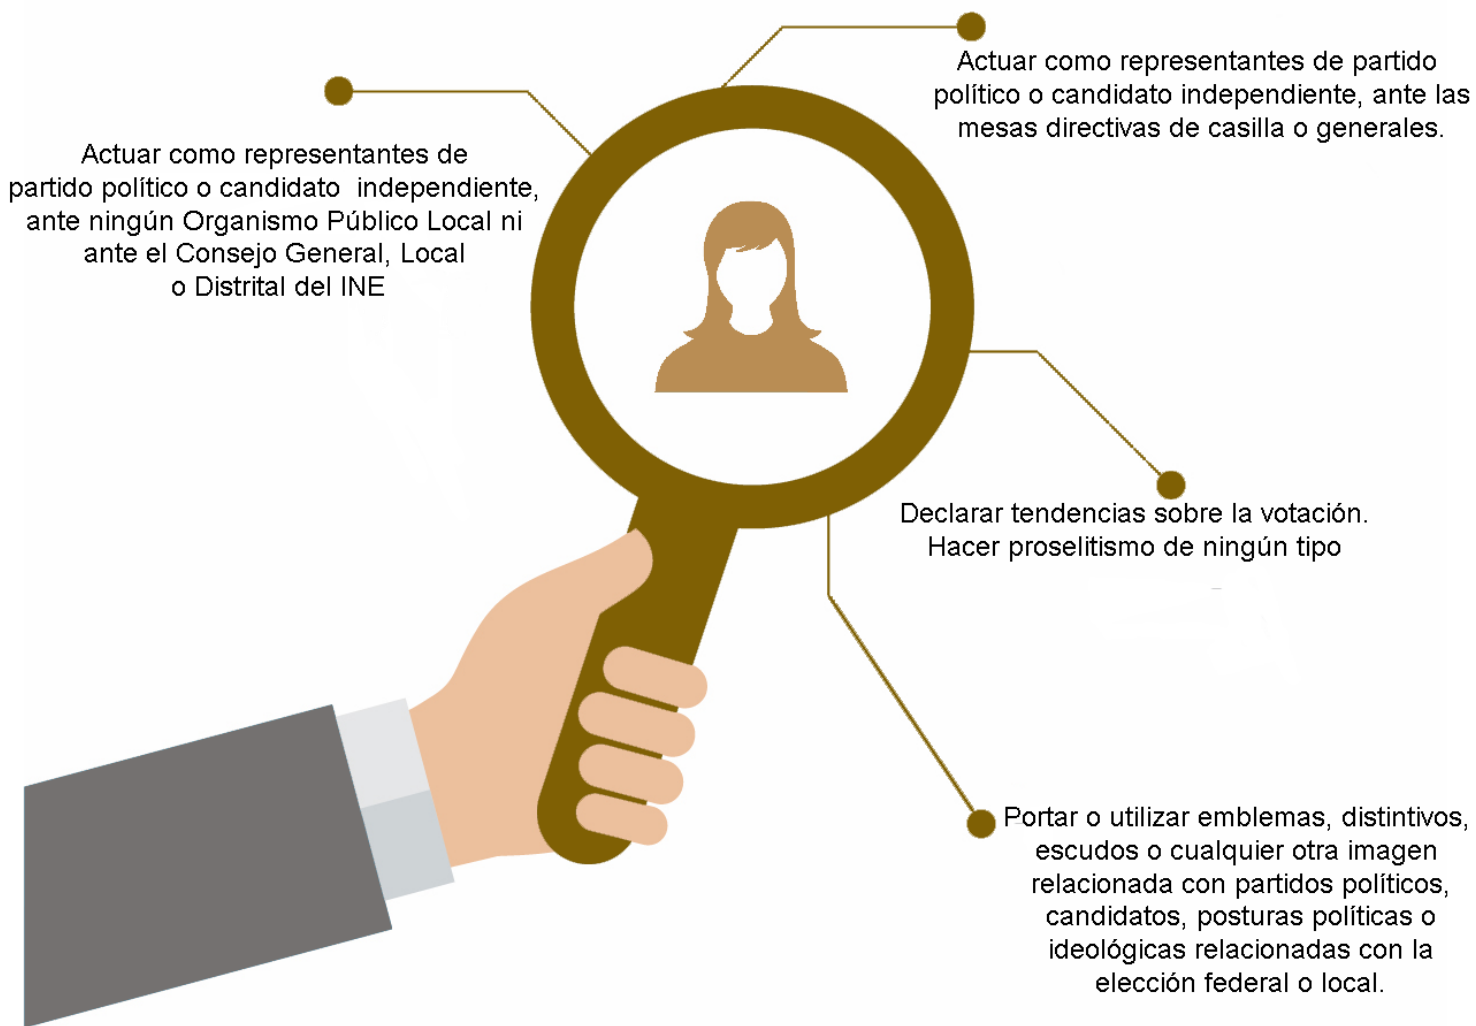 Actuar como representantes de
partido político o candidato independiente,
ante ningún Organismo Público Local ni
ante el Consejo General, Local
o Distrital del INE
Actuar como representantes de partido
político o candidato independiente, ante las
mesas directivas de casilla o generales.
Declarar tendencias sobre la votación.
Hacer proselitismo de ningún tipo
Portar o utilizar emblemas, distintivos,
escudos o cualquier otra imagen
relacionada con partidos políticos,
candidatos, posturas políticas o
ideológicas relacionadas con la
elección federal o local.